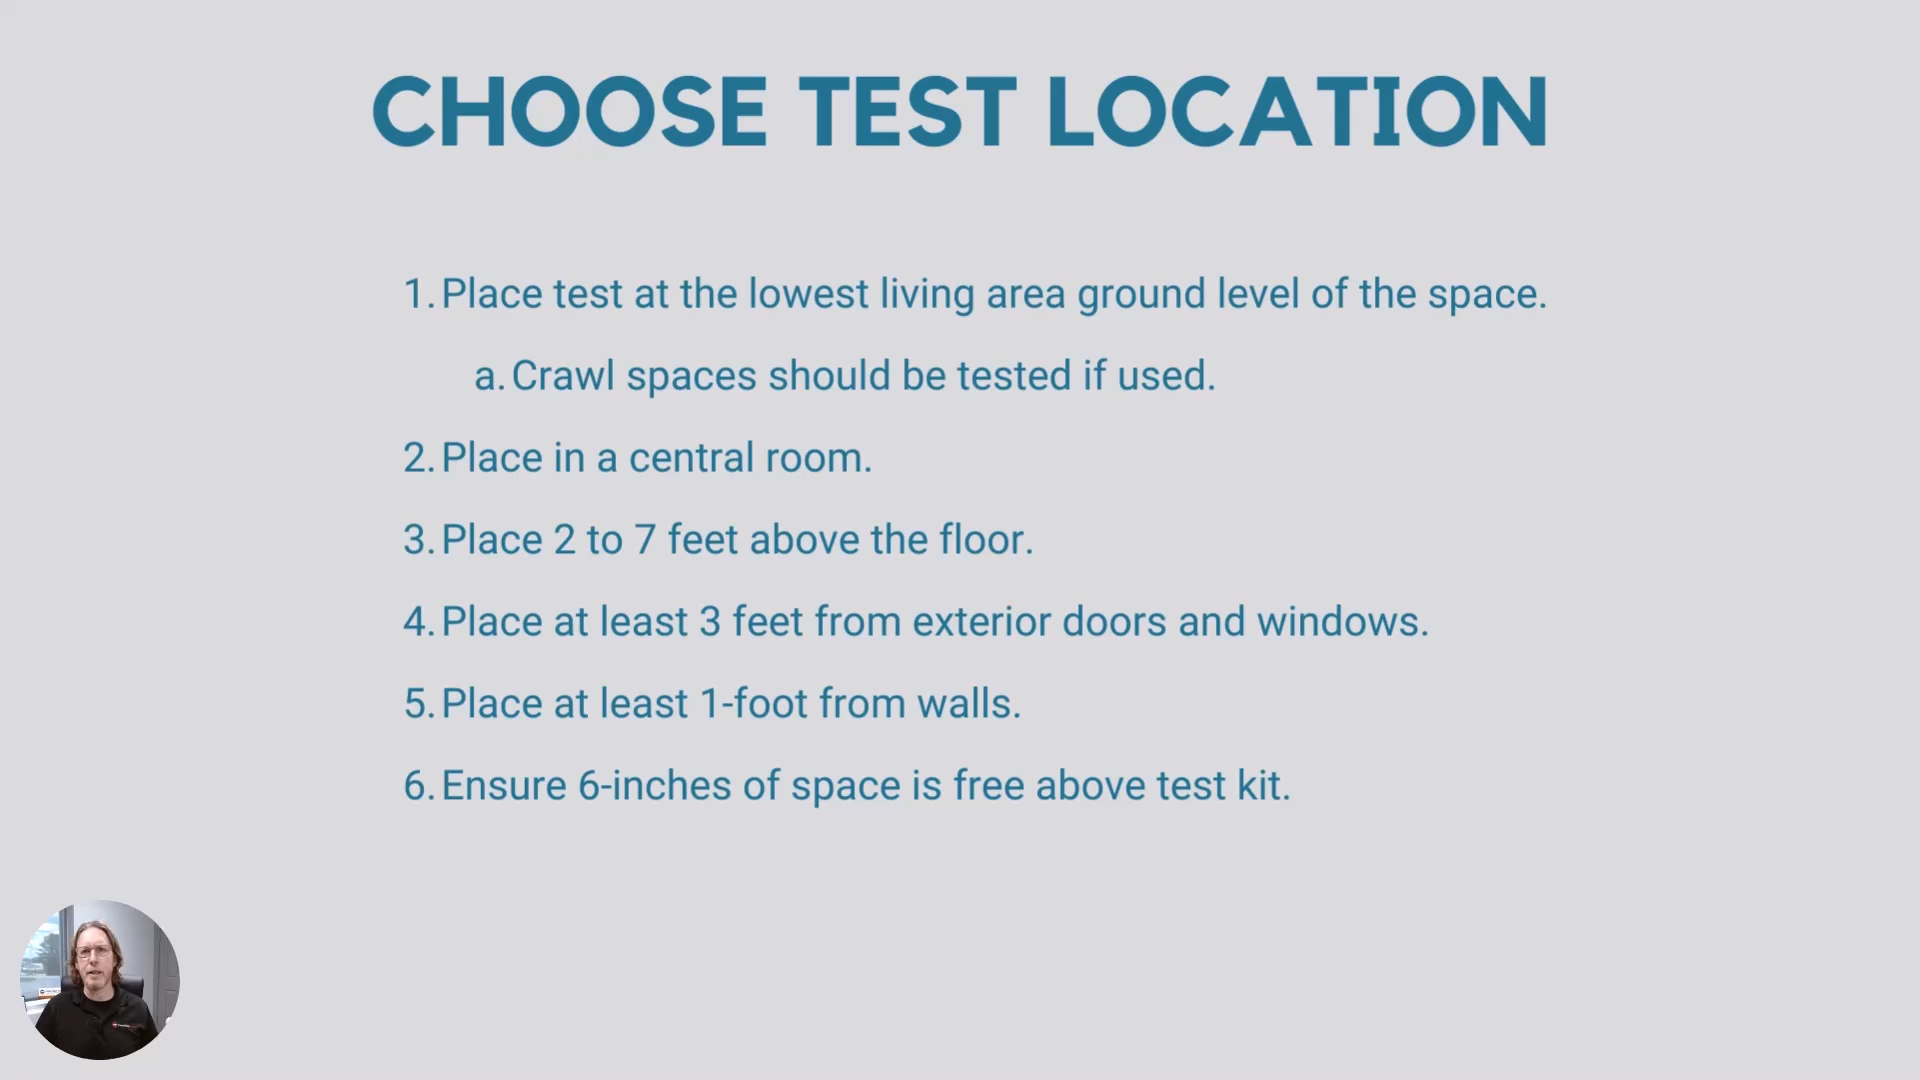 CHOOSE TEST LOCATION
1. Place test at the lowest living area ground level of the space.
a. Crawl spaces should be tested if used.
2. Place in a central room.
3. Place 2 to 7 feet above the floor.
4. Place at least 3 feet from exterior doors and windows.
5. Place at least 1-foot from walls.
6. Ensure 6-inches of space is free above test kit.